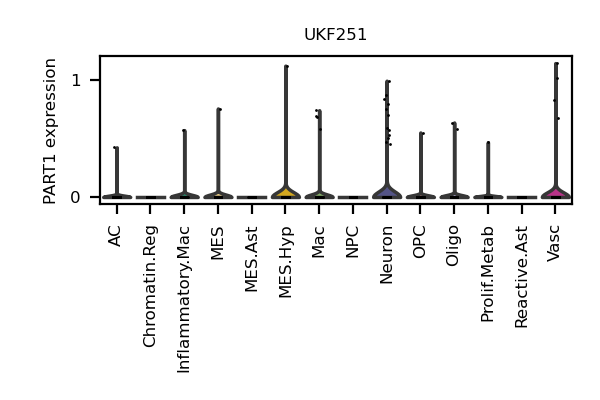 UKF251
PART1 expression
1
0
AC
Chromatin.Reg
Inflammatory.Mac
MES
MES.Ast
MES.Hyp
Mac
NPC
Neuron
OPC
Oligo
Prolif.Metab
Reactive.Ast
Vasc